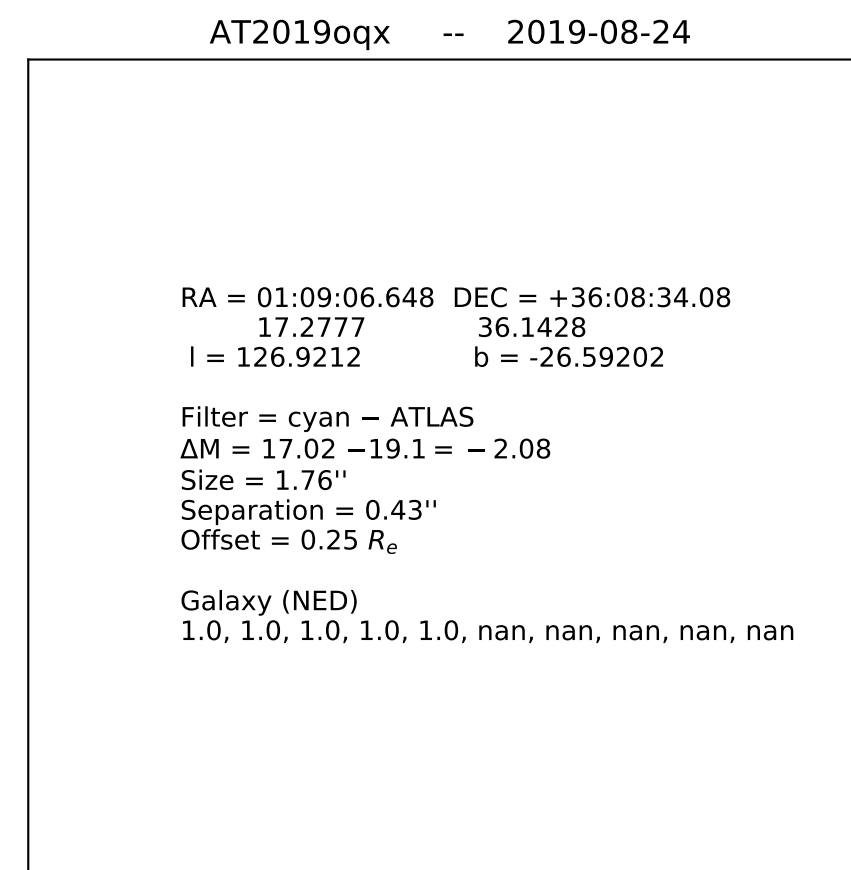 AT2019oqx -- 2019-08-24
RA = 01:09:06.648 DEC = +36:08:34.08
17.2777 36.1428
l = 126.9212 b = -26.59202
Filter = cyan − ATLAS
ΔM = 17.02 −19.1 = − 2.08
Size = 1.76''
Separation = 0.43''
Offset = 0.25 Re
Galaxy (NED)
1.0, 1.0, 1.0, 1.0, 1.0, nan, nan, nan, nan, nan